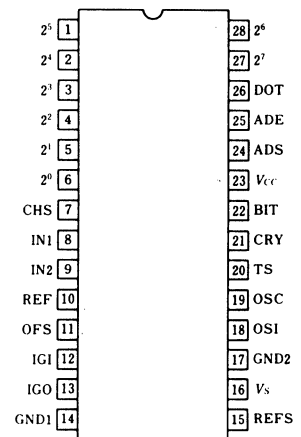 2⁵ 1 28 2⁶
2⁴ 2 27 2⁷
2³ 3 26 DOT
2² 4 25 ADE
2¹ 5 24 ADS
2⁰ 6 23 Vcc
CHS 7 22 BIT
IN1 8 21 CRY
IN2 9 20 TS
REF 10 19 OSC
OFS 11 18 OSI
IGI 12 17 GND2
IGO 13 16 Vs
GND1 14 15 REFS